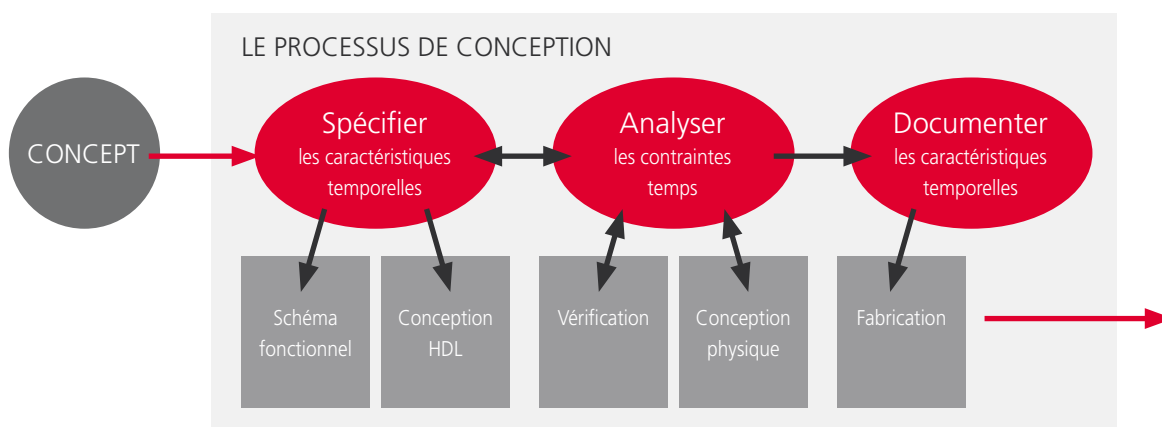 LE PROCESSUS DE CONCEPTION
CONCEPT
Spécifier
les caractéristiques
temporelles
Analyser
les contraintes
temps
Documenter
les caractéristiques
temporelles
Schéma
fonctionnel
Conception
HDL
Vérification
Conception
physique
Fabrication